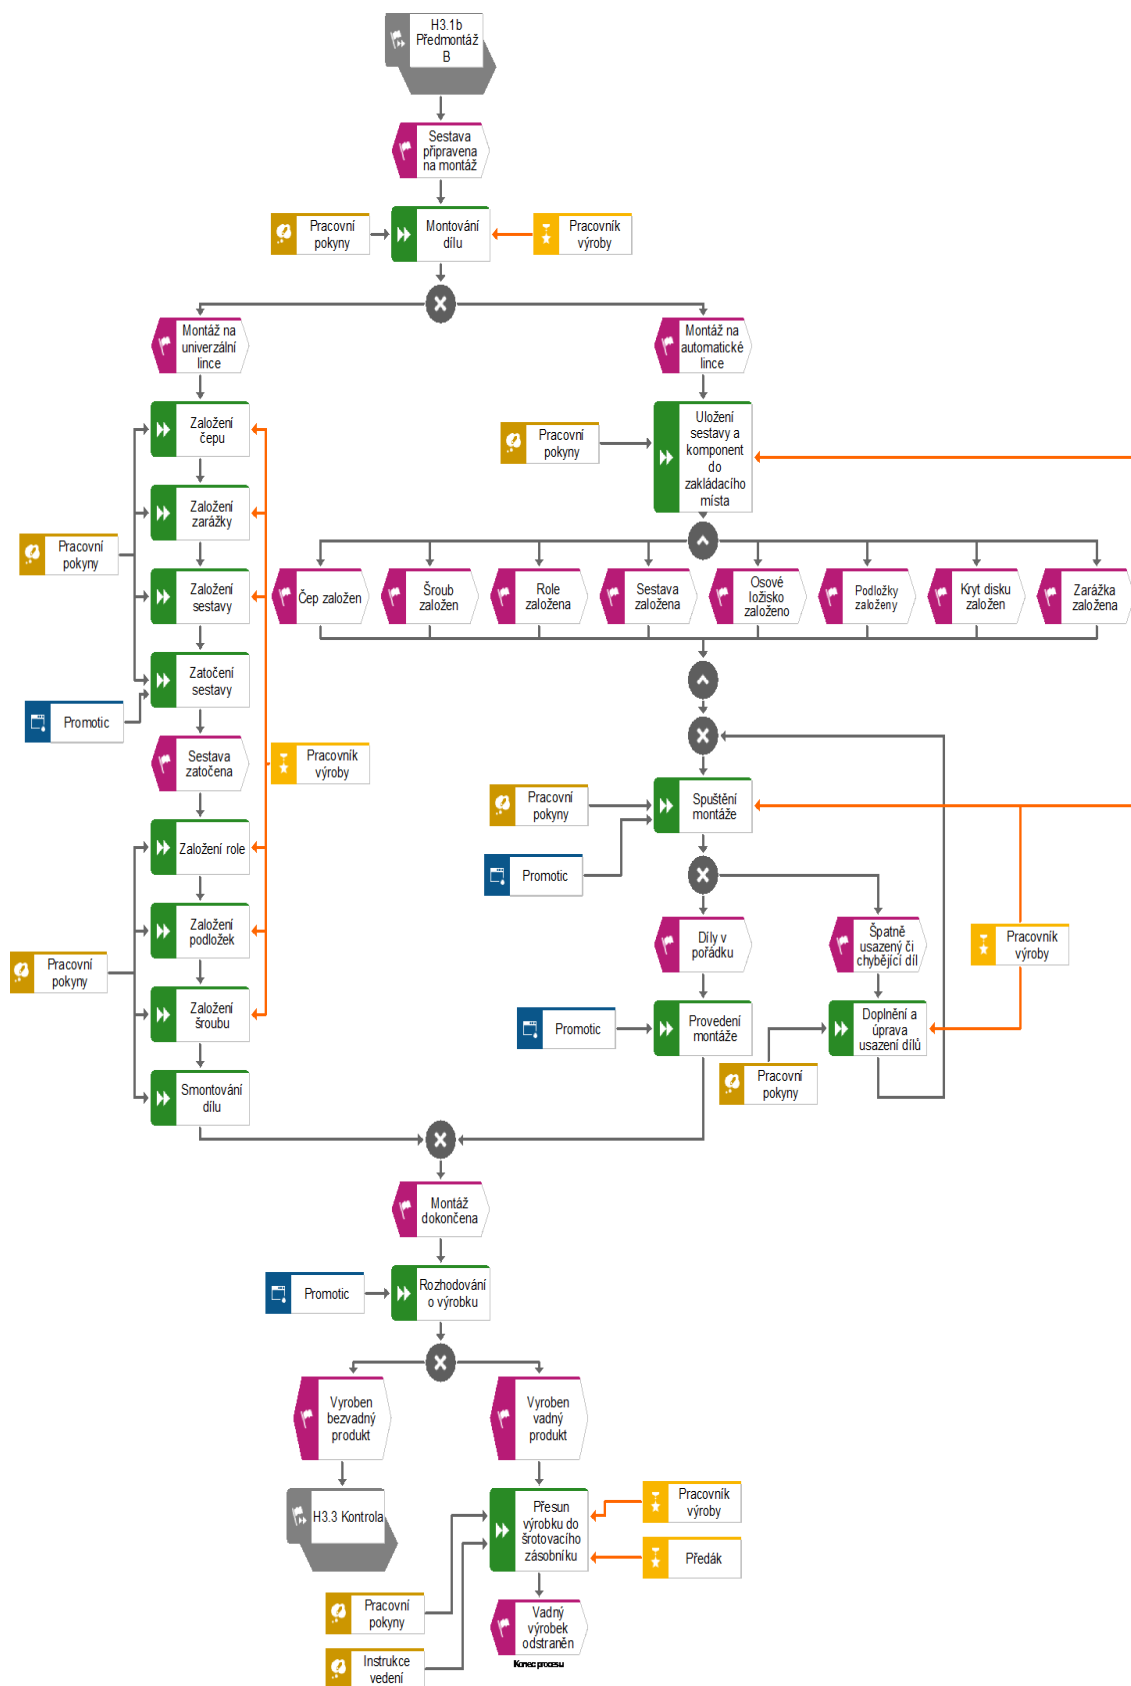 H3.1b
Předmontáž
B
Sestava
připravena
na montáž
Pracovní
pokyny
Montování
dílu
Pracovník
výroby
Montáž na
univerzální
lince
Montáž na
automatické
lince
Založení
čepu
Pracovní
pokyny
Uložení
sestavy a
komponent
do
zakládacího
místa
Založení
zarážky
Pracovní
pokyny
Založení
sestavy
Čep založen
Šroub
založen
Role
založena
Sestava
založena
Osové
ložisko
založeno
Podložky
založeny
Kryt disku
založen
Zarážka
založena
Zatočení
sestavy
Promotic
Sestava
zatočena
Pracovník
výroby
Pracovní
pokyny
Spuštění
montáže
Založení role
Promotic
Založení
podložek
Díly v
pořádku
Špatně
usazený či
chybějící díl
Pracovník
výroby
Pracovní
pokyny
Založení
šroubu
Promotic
Provedení
montáže
Doplnění a
úprava
usazení dílů
Smontování
dílu
Pracovní
pokyny
Montáž
dokončena
Promotic
Rozhodování
o výrobku
Vyroben
bezvadný
produkt
Vyroben
vadný
produkt
H3.3 Kontrola
Přesun
výrobku do
šrotovacího
zásobníku
Pracovník
výroby
Předák
Pracovní
pokyny
Vadný
výrobek
odstraněn
Konec procesu
Instrukce
vedení